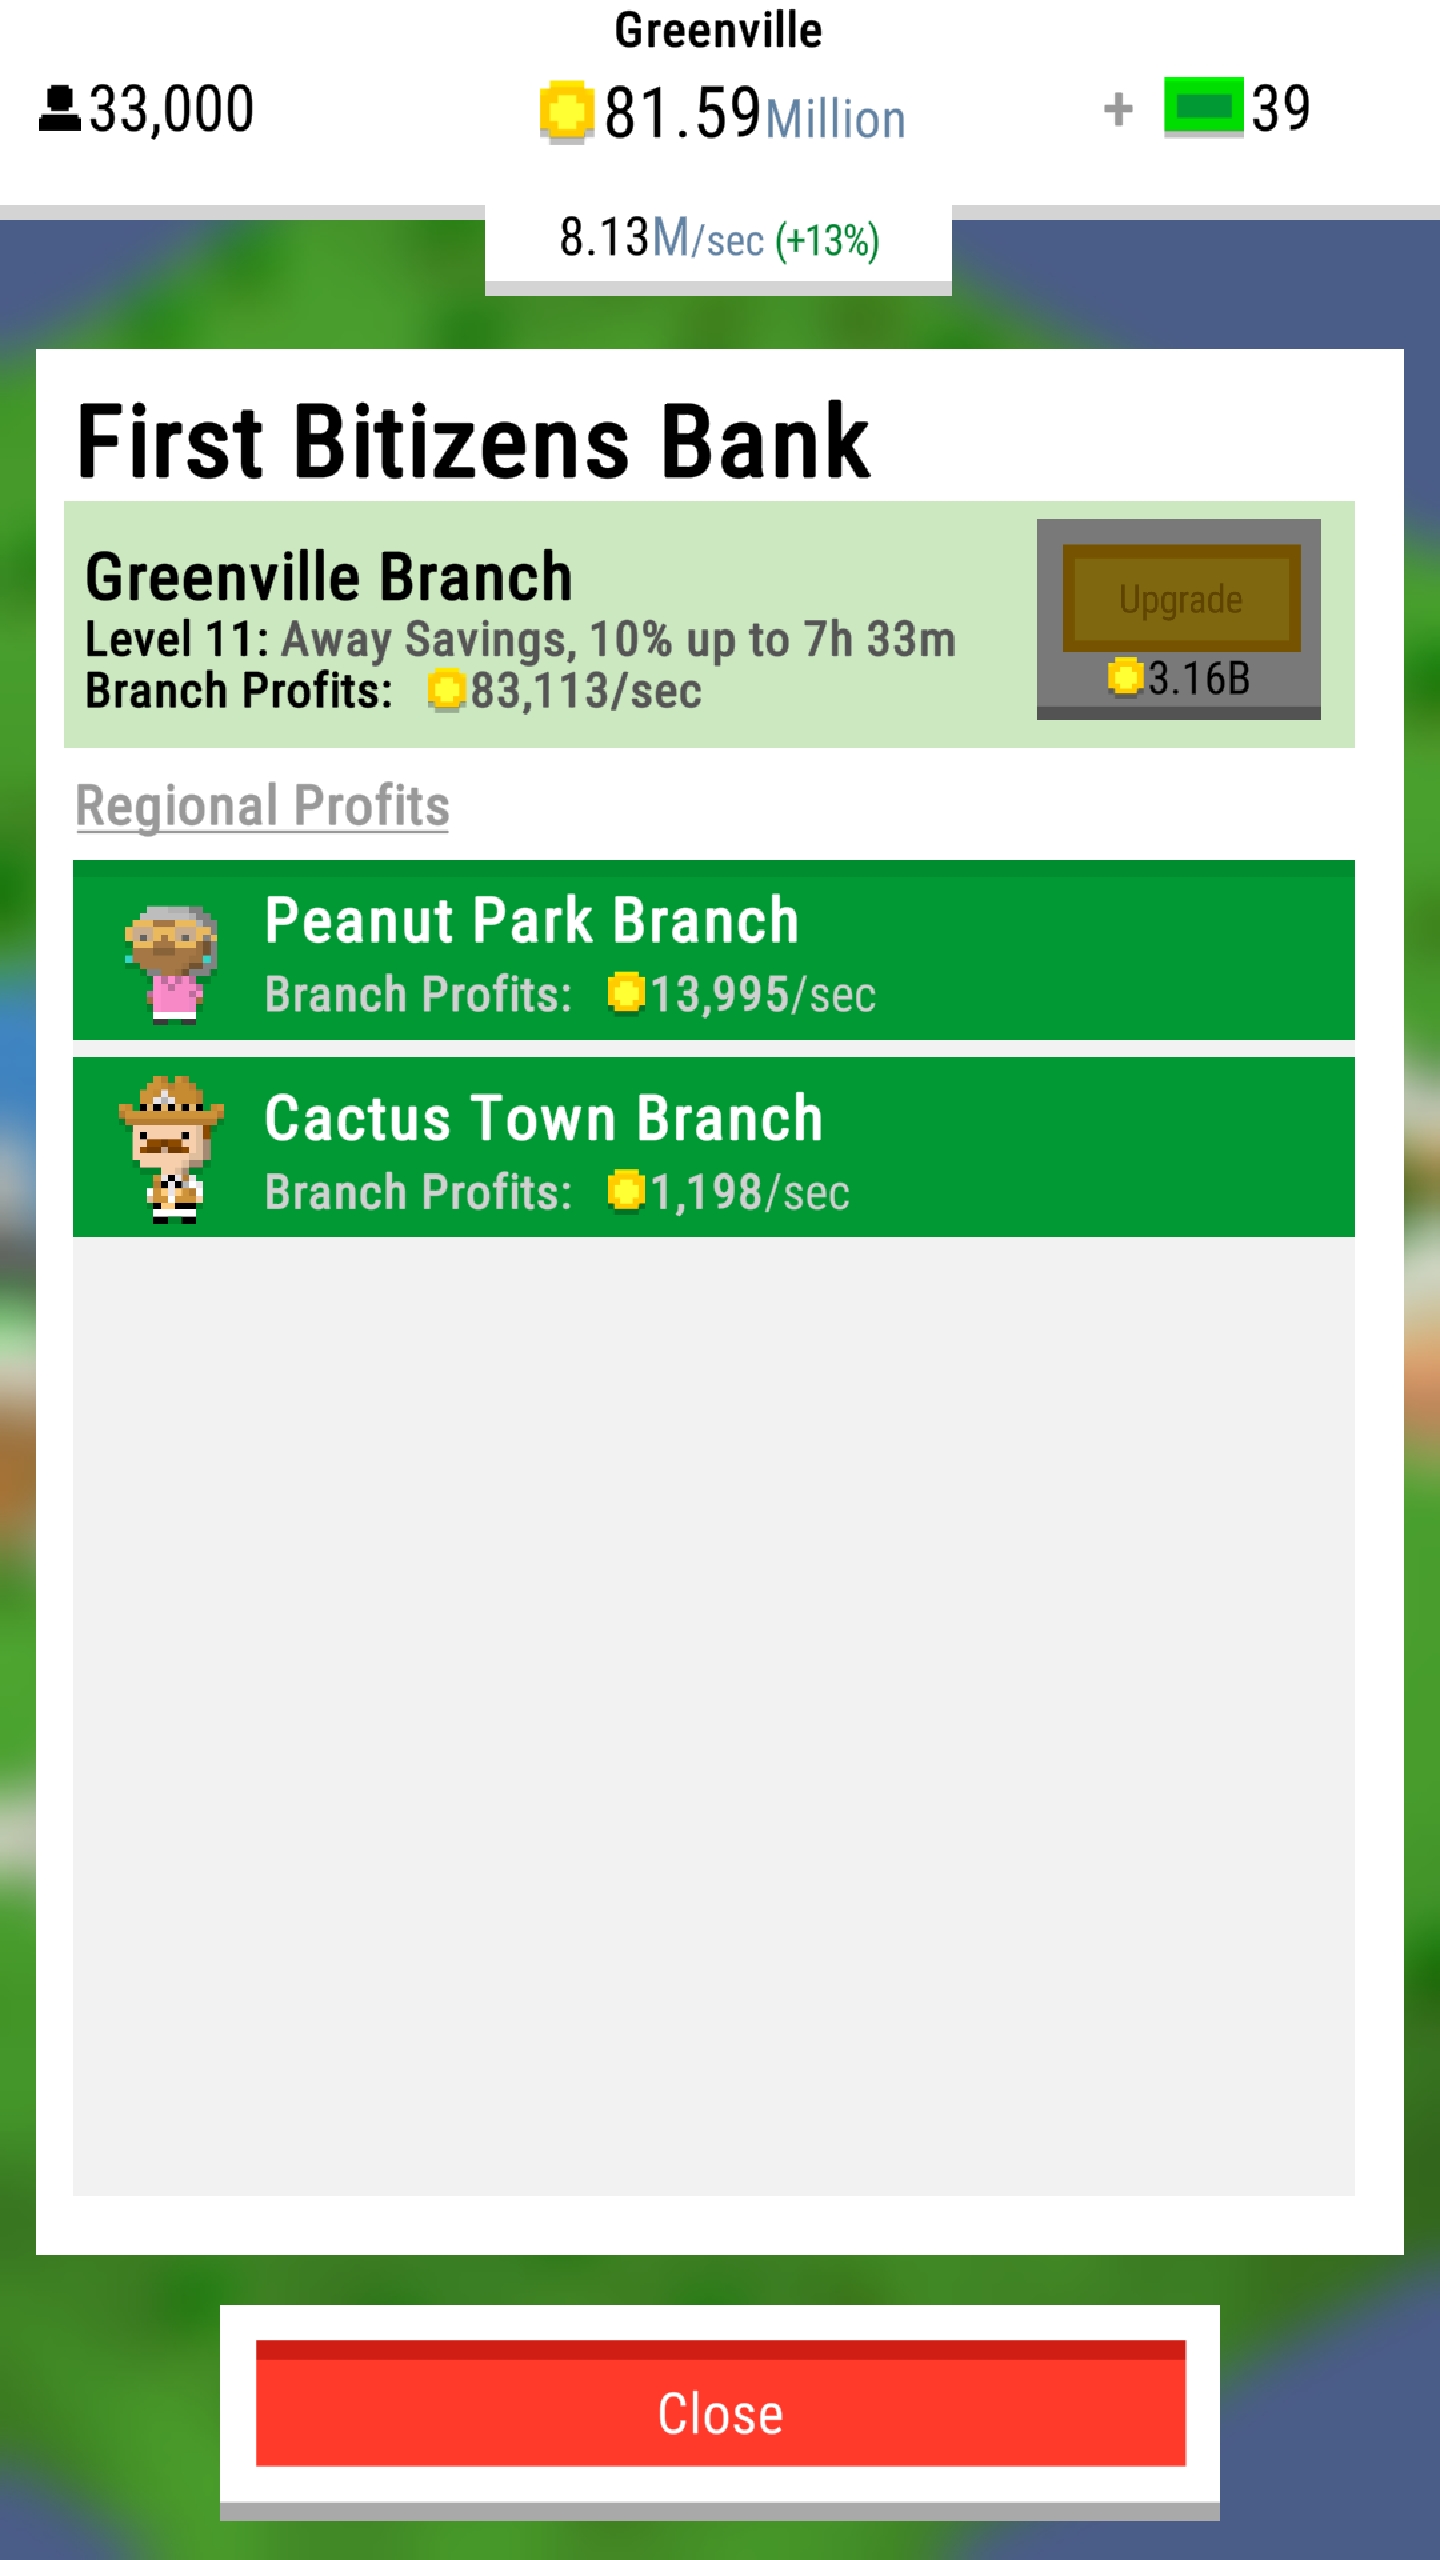 Greenville
33,000
81.59Million
+ 39
8.13M/sec (+13%)
First Bitizens Bank
Greenville Branch
Level 11: Away Savings, 10% up to 7h 33m
Branch Profits: 83,113/sec
Upgrade
3.16B
Regional Profits
Peanut Park Branch
Branch Profits: 13,995/sec
Cactus Town Branch
Branch Profits: 1,198/sec
Close